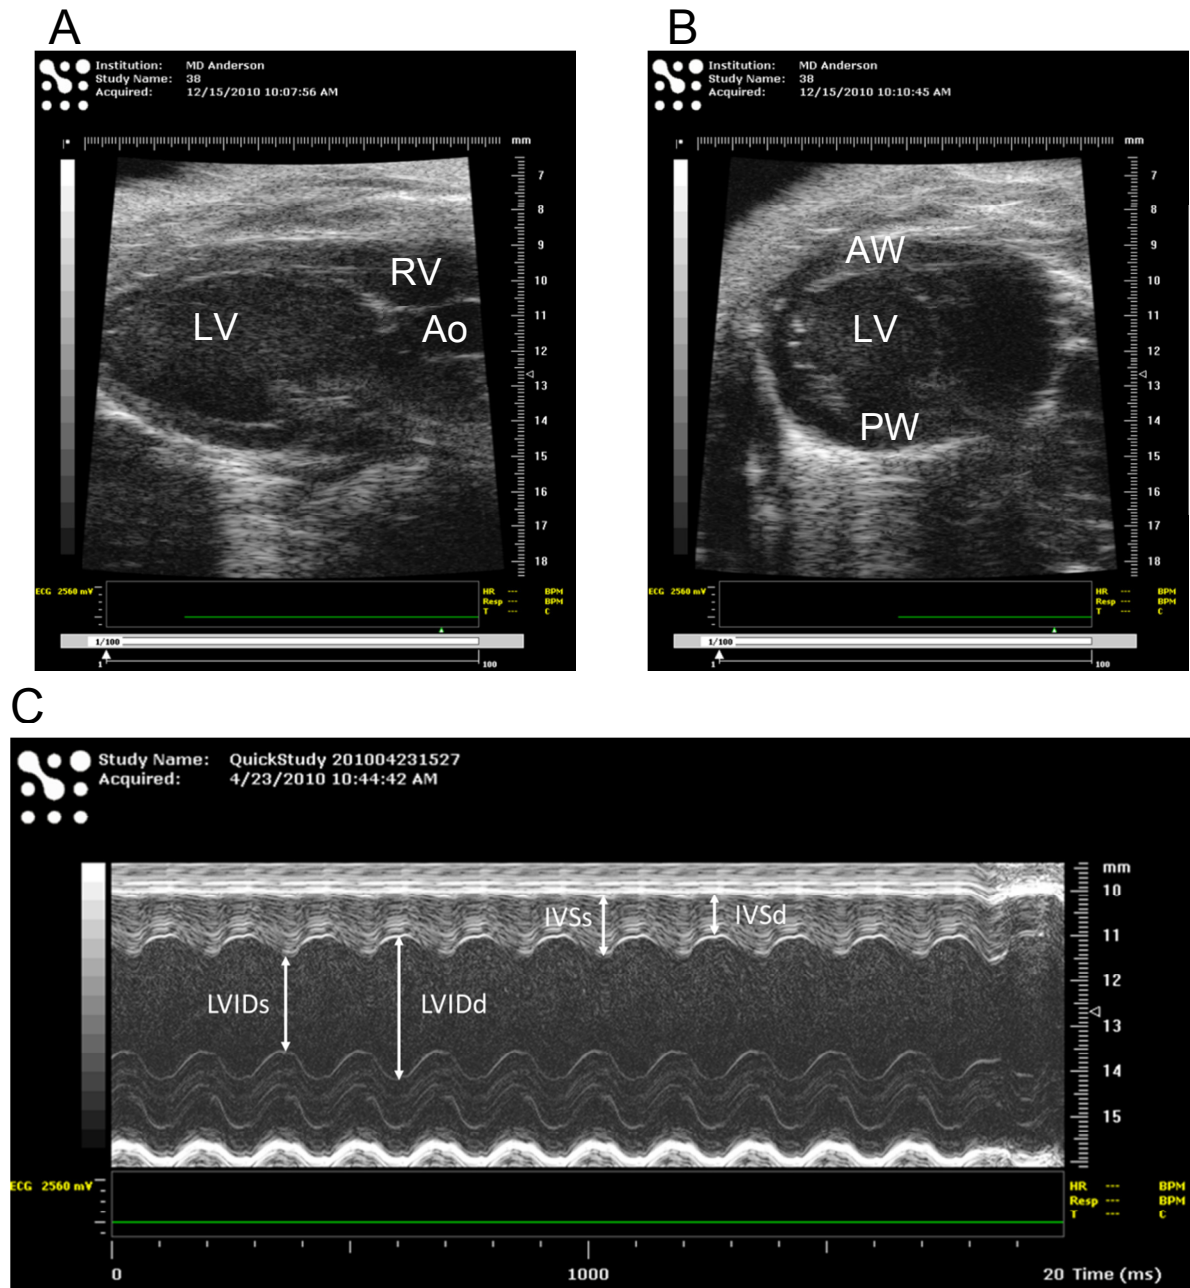 A
Institution: MD Anderson
Study Name: 38
Acquired: 12/15/2010 10:07:56 AM
mm
7
8
9
10
11
12
13
14
15
16
17
18
RV
LV
Ao
ECG 2560 mV
HR --- BPM
Resp --- BPM
T --- C
1/100
1
100
B
Institution: MD Anderson
Study Name: 38
Acquired: 12/15/2010 10:10:45 AM
mm
7
8
9
10
11
12
13
14
15
16
17
18
AW
LV
PW
ECG 2560 mV
HR --- BPM
Resp --- BPM
T --- C
1/100
1
100
C
Study Name: QuickStudy 201004231527
Acquired: 4/23/2010 10:44:42 AM
mm
10
11
12
13
14
15
IVSs
IVSd
LVIDs
LVIDd
ECG 2560 mV
HR --- BPM
Resp --- BPM
T --- C
0 1000 20 Time (ms)